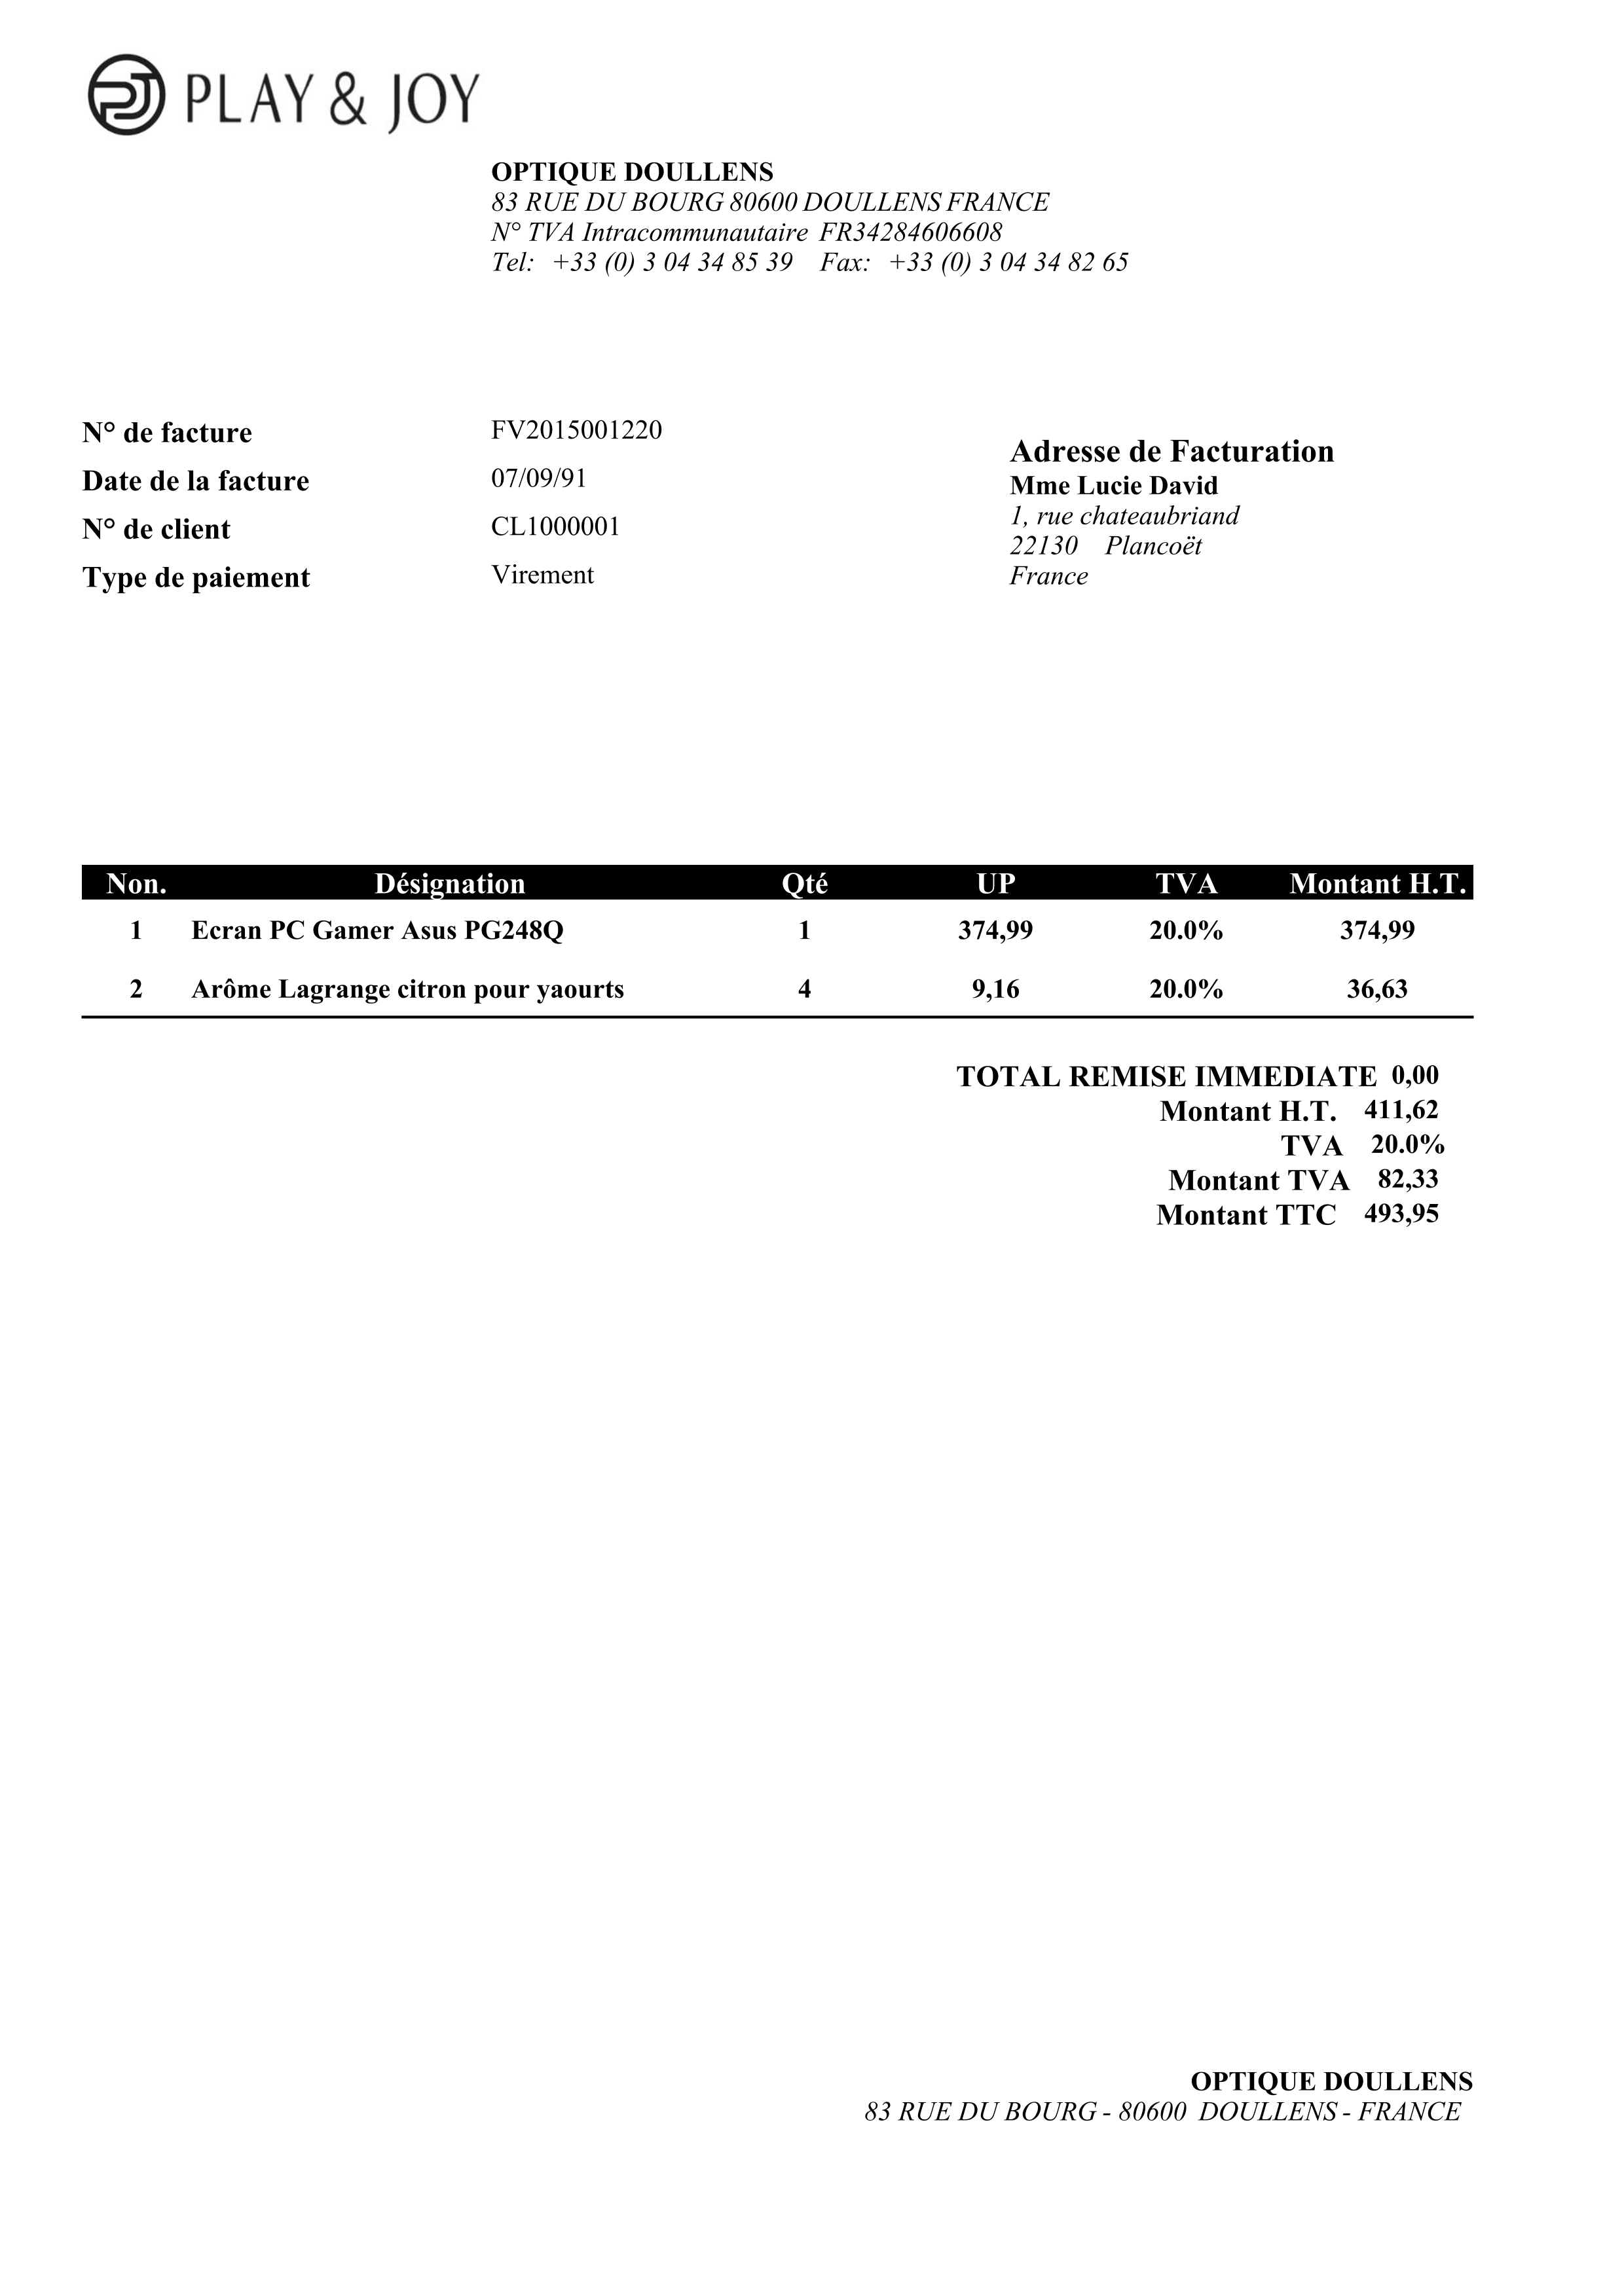 PLAY & JOY
OPTIQUE DOULLENS
83 RUE DU BOURG 80600 DOULLENS FRANCE
N° TVA Intracommunautaire FR34284606608
Tel: +33 (0) 3 04 34 85 39 Fax: +33 (0) 3 04 34 82 65
N° de facture FV2015001220
Date de la facture 07/09/91
N° de client CL1000001
Type de paiement Virement
Adresse de Facturation
Mme Lucie David
1, rue chateaubriand
22130 Plancoët
France
Non. Désignation Qté UP TVA Montant H.T.
1 Ecran PC Gamer Asus PG248Q 1 374,99 20.0% 374,99
2 Arôme Lagrange citron pour yaourts 4 9,16 20.0% 36,63
TOTAL REMISE IMMEDIATE 0,00
Montant H.T. 411,62
TVA 20.0%
Montant TVA 82,33
Montant TTC 493,95
OPTIQUE DOULLENS
83 RUE DU BOURG - 80600 DOULLENS - FRANCE